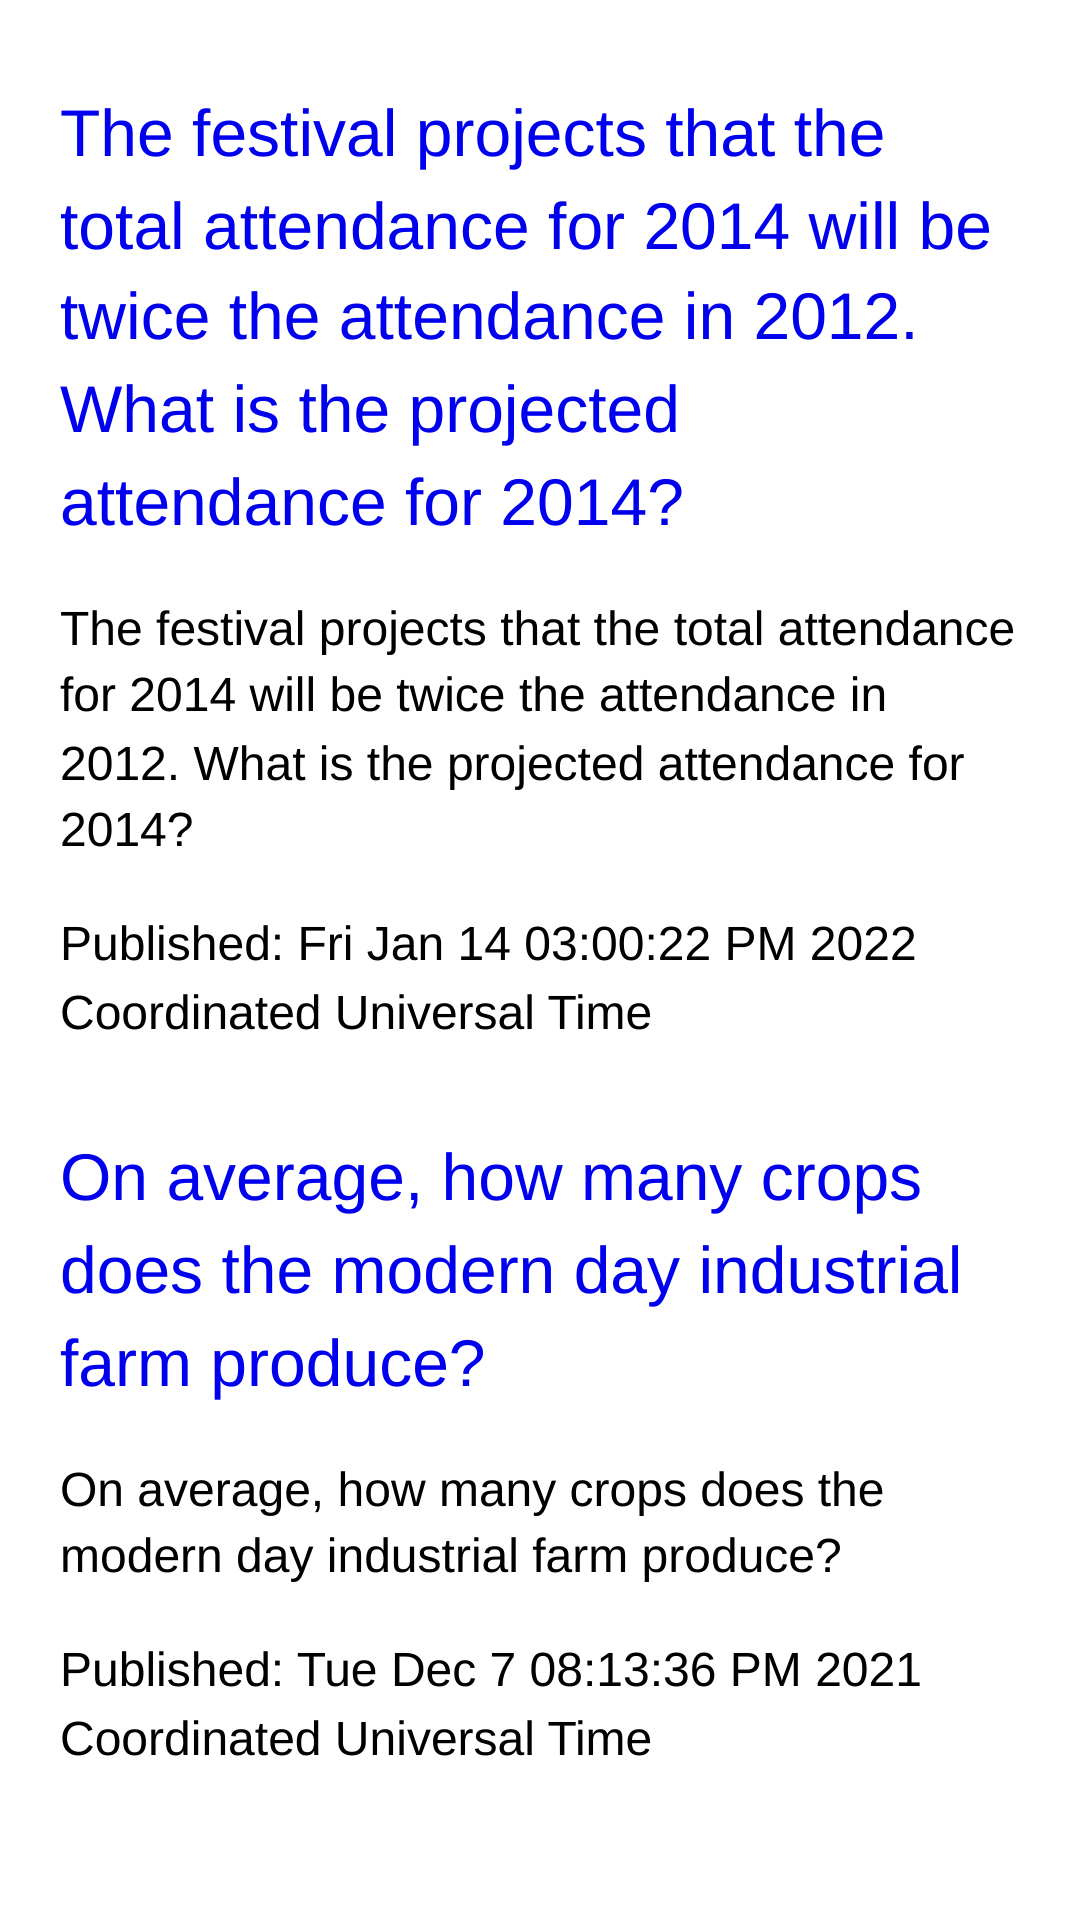 The festival projects that the
total attendance for 2014 will be
twice the attendance in 2012.
What is the projected
attendance for 2014?
The festival projects that the total attendance
for 2014 will be twice the attendance in
2012. What is the projected attendance for
2014?
Published: Fri Jan 14 03:00:22 PM 2022
Coordinated Universal Time
On average, how many crops
does the modern day industrial
farm produce?
On average, how many crops does the
modern day industrial farm produce?
Published: Tue Dec 7 08:13:36 PM 2021
Coordinated Universal Time